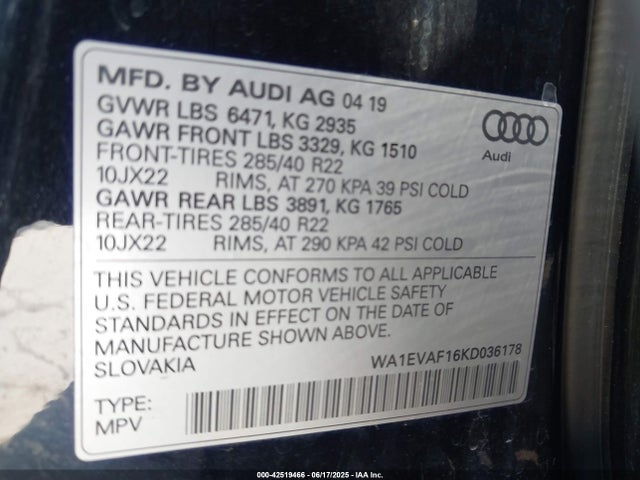 MFD. BY AUDI AG 04 19
GVWR LBS 6471, KG 2935
GAWR FRONT LBS 3329, KG 1510
FRONT-TIRES 285/40 R22
10JX22 RIMS, AT 270 KPA 39 PSI COLD
GAWR REAR LBS 3891, KG 1765
REAR-TIRES 285/40 R22
10JX22 RIMS, AT 290 KPA 42 PSI COLD
Audi
THIS VEHICLE CONFORMS TO ALL APPLICABLE
U.S. FEDERAL MOTOR VEHICLE SAFETY
STANDARDS IN EFFECT ON THE DATE OF
MANUFACTURE SHOWN ABOVE.
SLOVAKIA WA1EVAF16KD036178
TYPE:
MPV
000-42519466 - 06/17/2025 - IAA Inc.